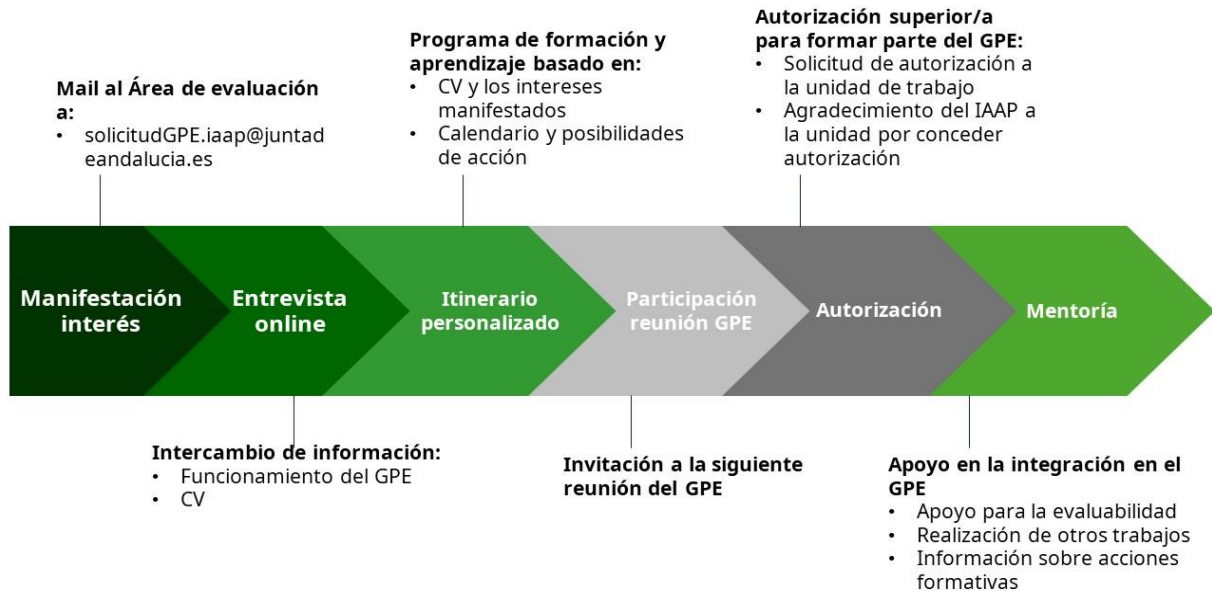 Mail al Área de evaluación
a:
• solicitudGPE.iaap@juntad
eandalucia.es
Programa de formación y
aprendizaje basado en:
• CV y los intereses
manifestados
• Calendario y posibilidades
de acción
Autorización superior/a
para formar parte del GPE:
• Solicitud de autorización a
la unidad de trabajo
• Agradecimiento del IAAP a
la unidad por conceder
autorización
Manifestación
interés
Entrevista
online
Itinerario
personalizado
Participación
reunión GPE
Autorización
Mentoría
Intercambio de información:
• Funcionamiento del GPE
• CV
Invitación a la siguiente
reunión del GPE
Apoyo en la integración en el
GPE
• Apoyo para la evaluabilidad
• Realización de otros trabajos
• Información sobre acciones
formativas